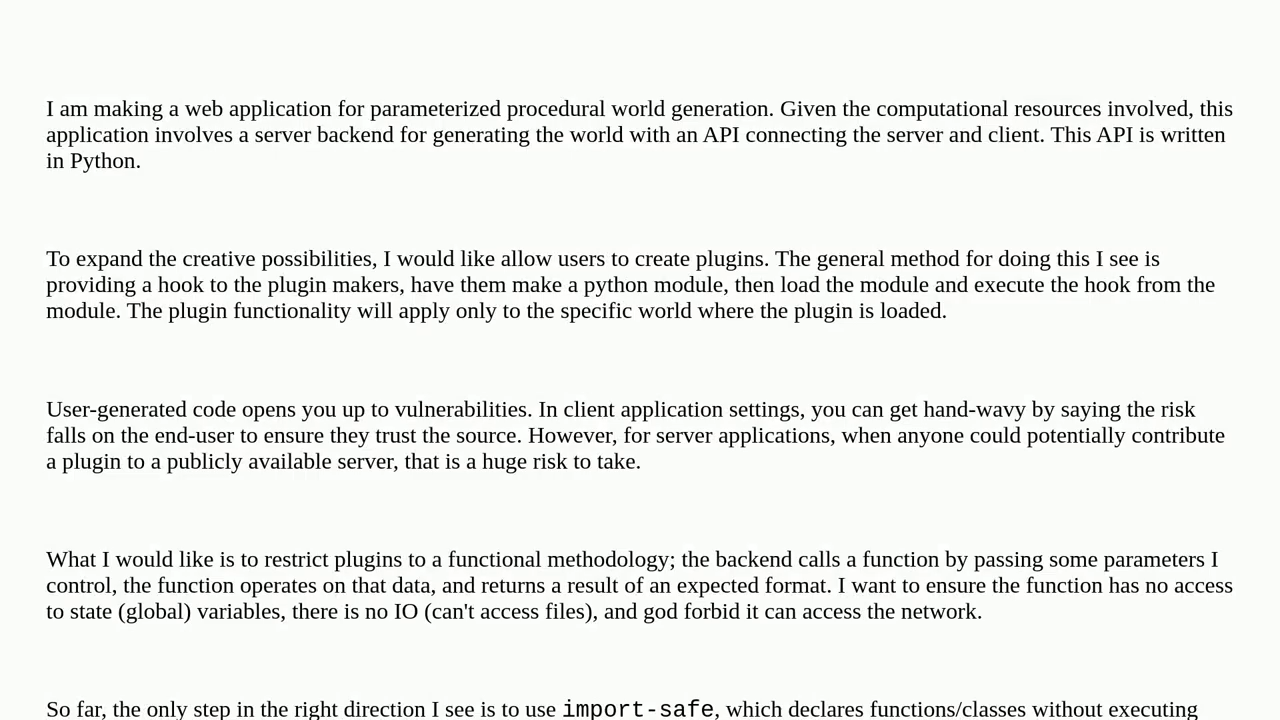 I am making a web application for parameterized procedural world generation. Given the computational resources involved, this
application involves a server backend for generating the world with an API connecting the server and client. This API is written
in Python.
To expand the creative possibilities, I would like allow users to create plugins. The general method for doing this I see is
providing a hook to the plugin makers, have them make a python module, then load the module and execute the hook from the
module. The plugin functionality will apply only to the specific world where the plugin is loaded.
User-generated code opens you up to vulnerabilities. In client application settings, you can get hand-wavy by saying the risk
falls on the end-user to ensure they trust the source. However, for server applications, when anyone could potentially contribute
a plugin to a publicly available server, that is a huge risk to take.
What I would like is to restrict plugins to a functional methodology; the backend calls a function by passing some parameters I
control, the function operates on that data, and returns a result of an expected format. I want to ensure the function has no access
to state (global) variables, there is no IO (can't access files), and god forbid it can access the network.
So far, the only step in the right direction I see is to use import-safe, which declares functions/classes without executing